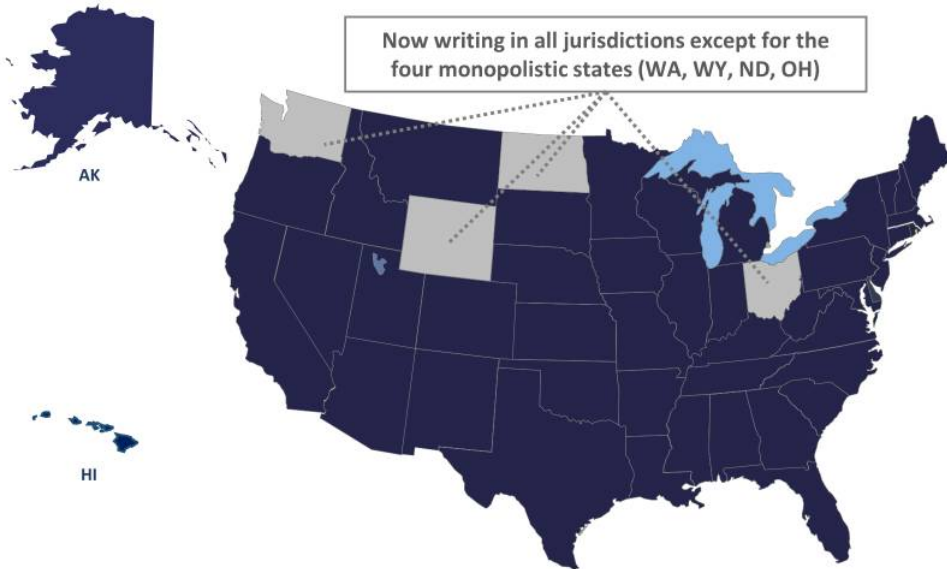 Now writing in all jurisdictions except for the
four monopolistic states (WA, WY, ND, OH)
AK
HI